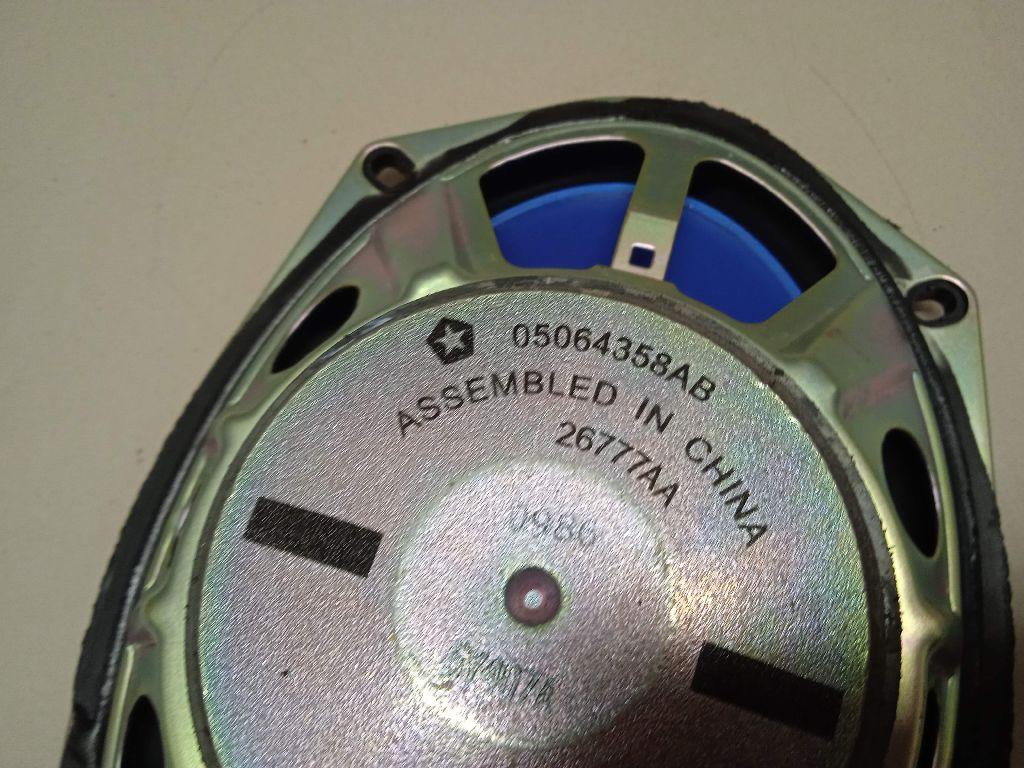 05064358AB
ASSEMBLED IN CHINA
26777AA
0986